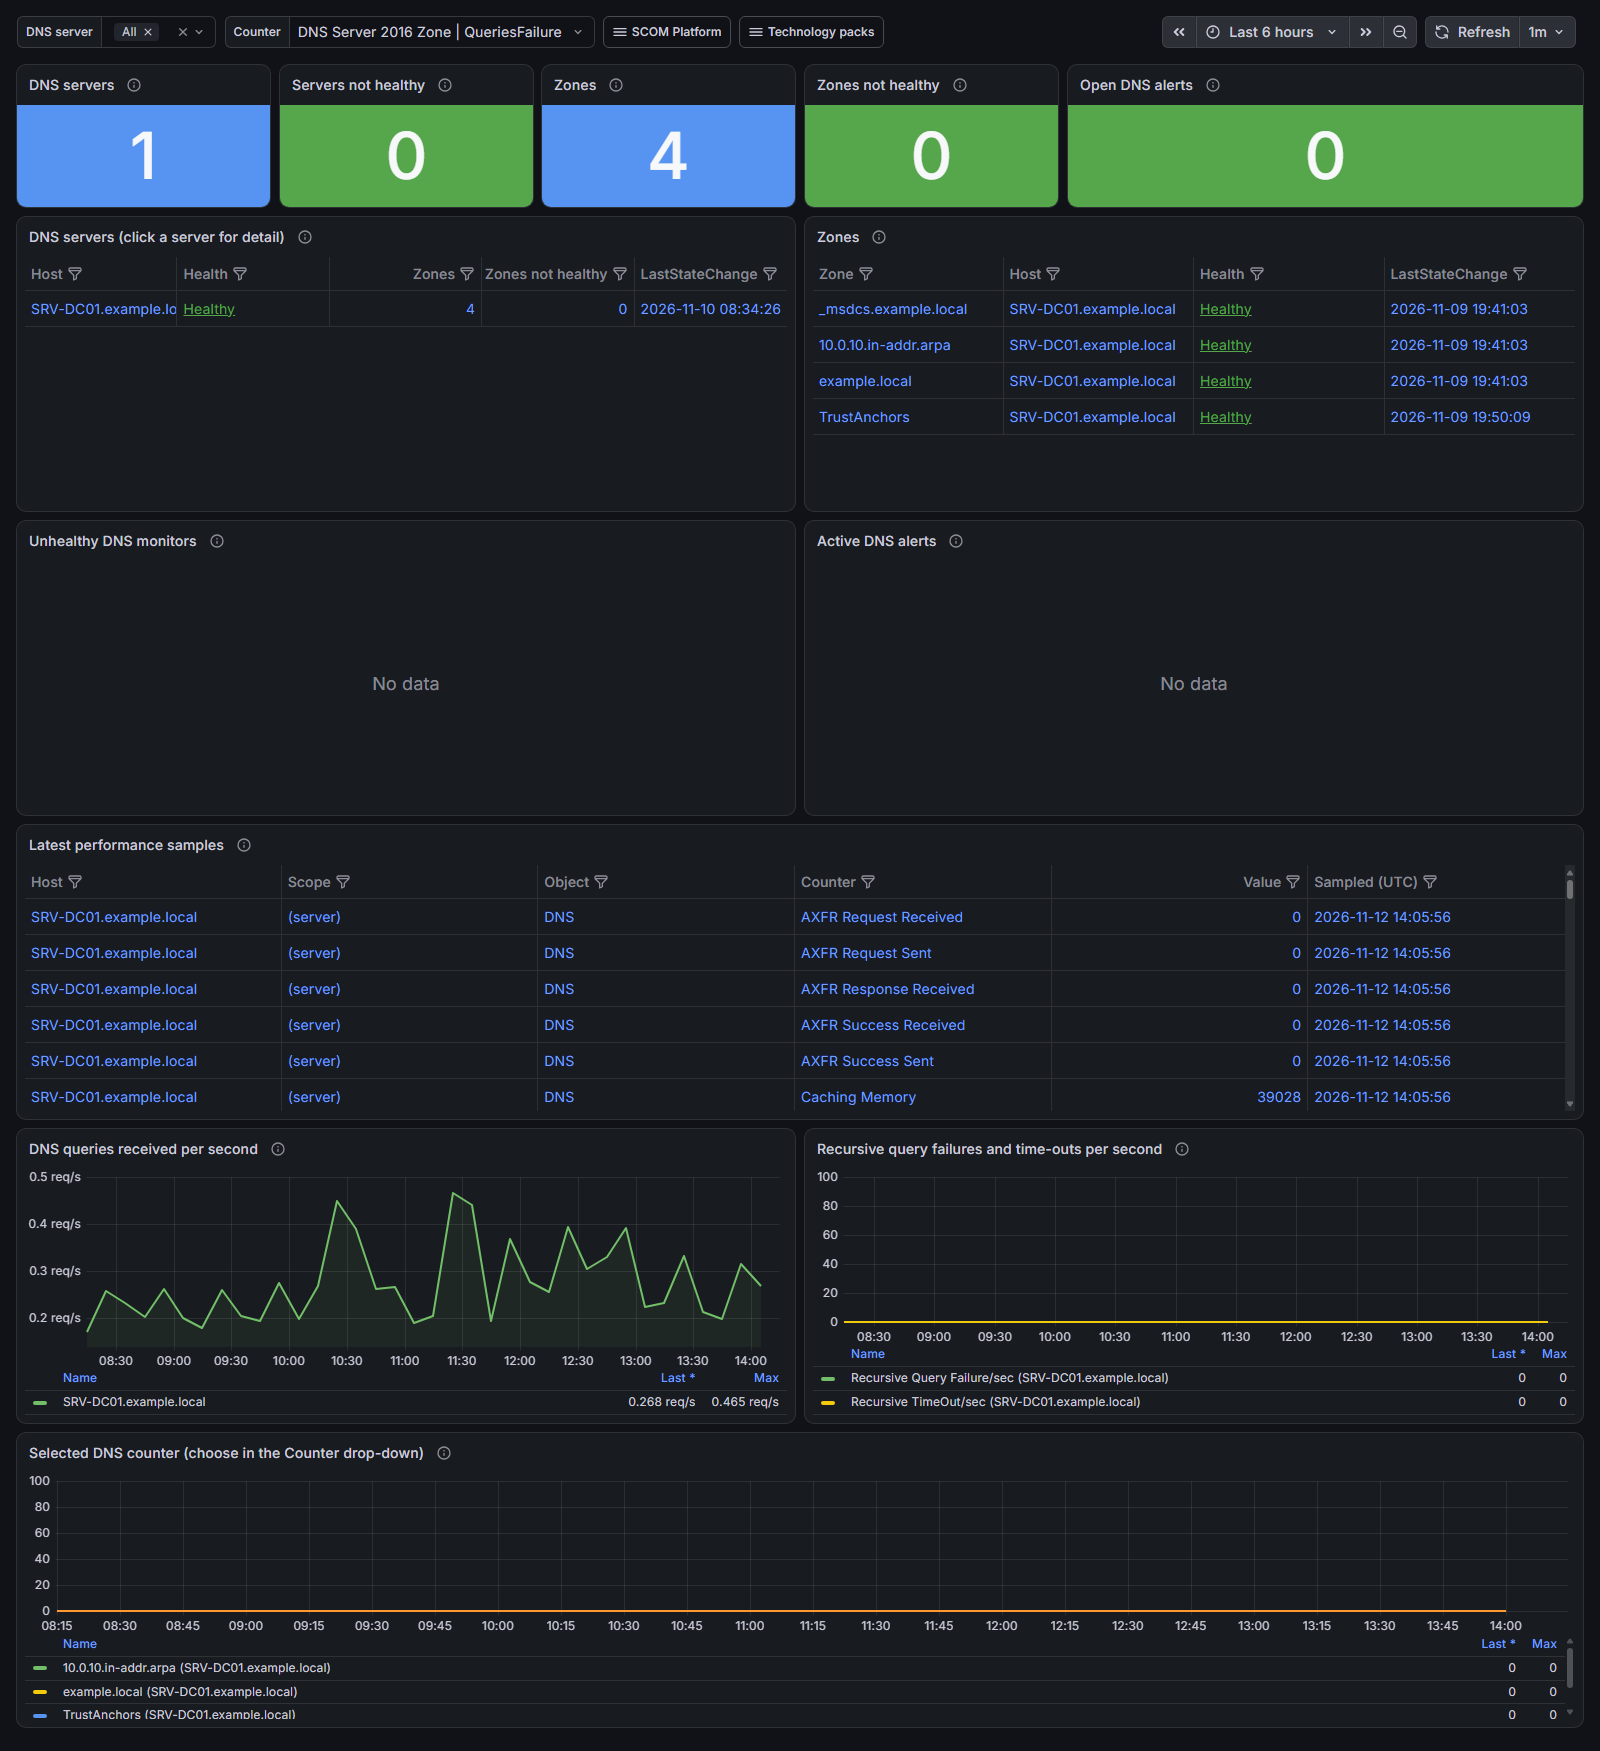 DNS server All Counter DNS Server 2016 Zone | QueriesFailure SCOM Platform Technology packs Last 6 hours Refresh 1m
DNS servers Servers not healthy Zones Zones not healthy Open DNS alerts
1 0 4 0 0
DNS servers (click a server for detail)
Host Health Zones Zones not healthy LastStateChange
SRV-DC01.example.lo Healthy 4 0 2026-11-10 08:34:26
Zones
Zone Host Health LastStateChange
_msdcs.example.local SRV-DC01.example.local Healthy 2026-11-09 19:41:03
10.0.10.in-addr.arpa SRV-DC01.example.local Healthy 2026-11-09 19:41:03
example.local SRV-DC01.example.local Healthy 2026-11-09 19:41:03
TrustAnchors SRV-DC01.example.local Healthy 2026-11-09 19:50:09
Unhealthy DNS monitors
No data
Active DNS alerts
No data
Latest performance samples
Host Scope Object Counter Value Sampled (UTC)
SRV-DC01.example.local (server) DNS AXFR Request Received 0 2026-11-12 14:05:56
SRV-DC01.example.local (server) DNS AXFR Request Sent 0 2026-11-12 14:05:56
SRV-DC01.example.local (server) DNS AXFR Response Received 0 2026-11-12 14:05:56
SRV-DC01.example.local (server) DNS AXFR Success Received 0 2026-11-12 14:05:56
SRV-DC01.example.local (server) DNS AXFR Success Sent 0 2026-11-12 14:05:56
SRV-DC01.example.local (server) DNS Caching Memory 39028 2026-11-12 14:05:56
DNS queries received per second
0.5 req/s
0.4 req/s
0.3 req/s
0.2 req/s
08:30 09:00 09:30 10:00 10:30 11:00 11:30 12:00 12:30 13:00 13:30 14:00
Name Last * Max
SRV-DC01.example.local 0.268 req/s 0.465 req/s
Recursive query failures and time-outs per second
100
80
60
40
20
0
08:30 09:00 09:30 10:00 10:30 11:00 11:30 12:00 12:30 13:00 13:30 14:00
Name Last * Max
Recursive Query Failure/sec (SRV-DC01.example.local) 0 0
Recursive TimeOut/sec (SRV-DC01.example.local) 0 0
Selected DNS counter (choose in the Counter drop-down)
100
80
60
40
20
0
08:15 08:30 08:45 09:00 09:15 09:30 09:45 10:00 10:15 10:30 10:45 11:00 11:15 11:30 11:45 12:00 12:15 12:30 12:45 13:00 13:15 13:30 13:45 14:00
Name Last * Max
10.0.10.in-addr.arpa (SRV-DC01.example.local) 0 0
example.local (SRV-DC01.example.local) 0 0
TrustAnchors (SRV-DC01.example.local) 0 0